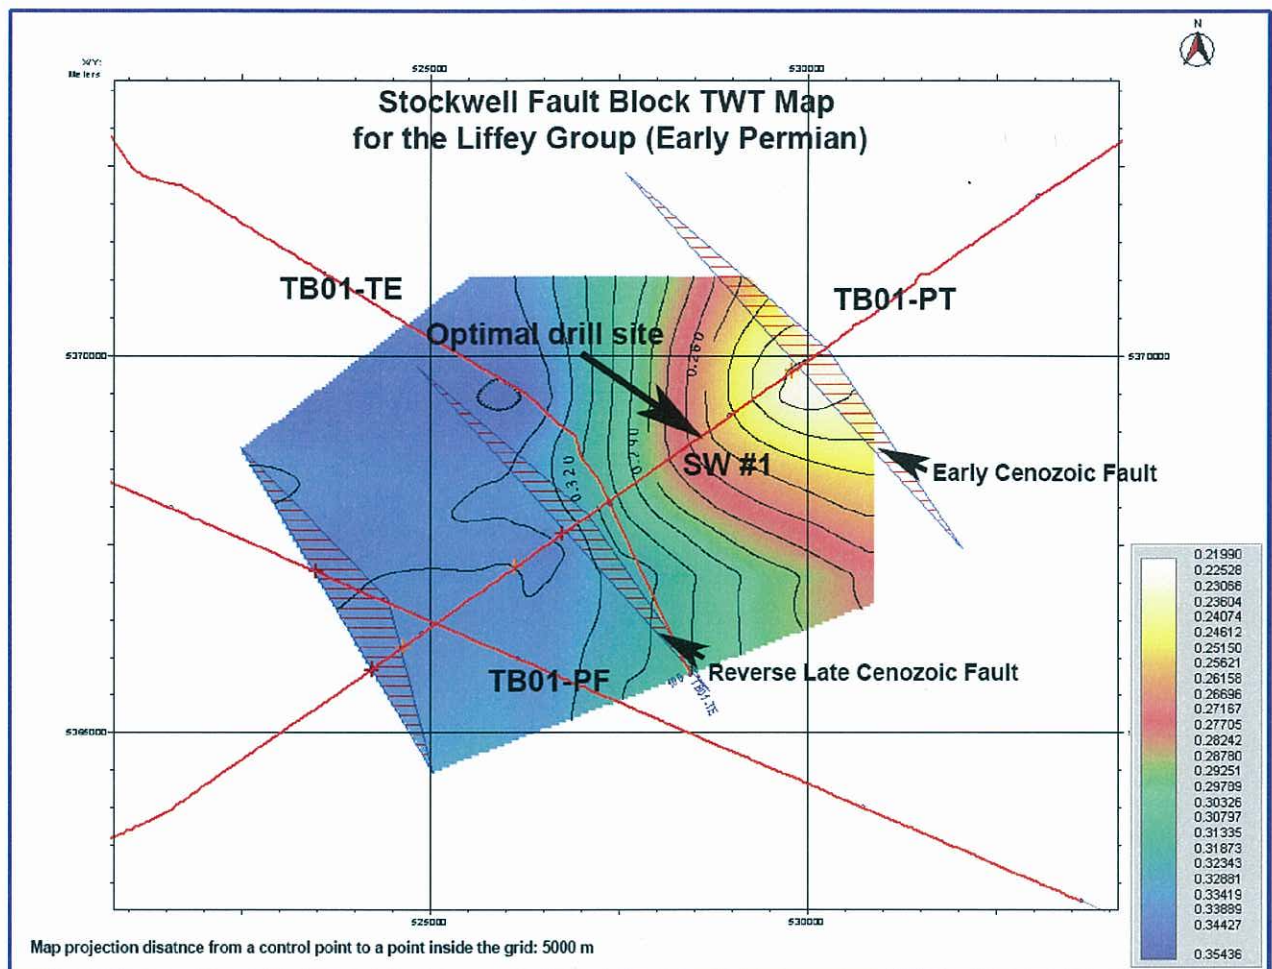 N
XY:
Meters
525000
530000
Stockwell Fault Block TWT Map
for the Liffey Group (Early Permian)
TB01-TE
TB01-PT
Optimal drill site
5370000
5370000
0.260
0.290
0.320
SW #1
Early Cenozoic Fault
Reverse Late Cenozoic Fault
TB01-PF
TB01-TE
5365000
525000
530000
0.21990
0.22528
0.23066
0.23604
0.24074
0.24612
0.25150
0.25621
0.26158
0.26696
0.27167
0.27705
0.28242
0.28780
0.29251
0.29789
0.30326
0.30797
0.31335
0.31873
0.32343
0.32881
0.33419
0.33889
0.34427
0.35436
Map projection disatnce from a control point to a point inside the grid: 5000 m